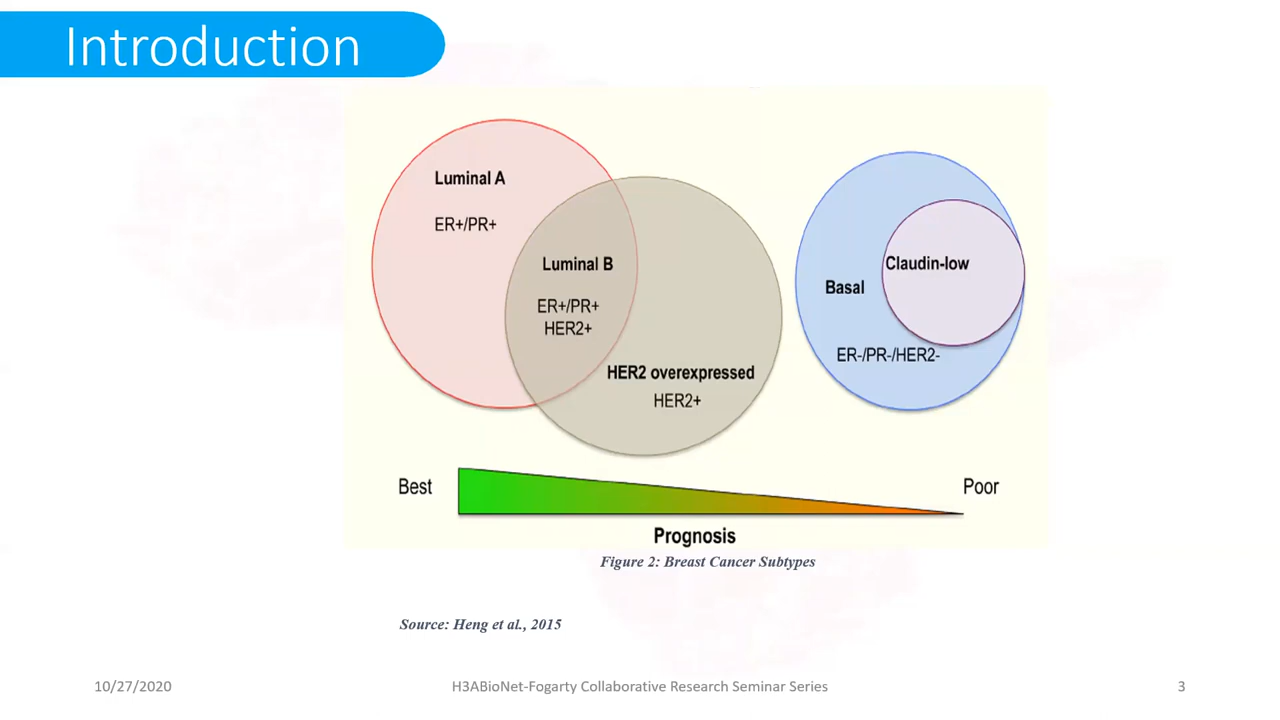 Introduction
Luminal A
ER+/PR+
Luminal B
ER+/PR+
HER2+
HER2 overexpressed
HER2+
Claudin-low
Basal
ER-/PR-/HER2-
Best
Poor
Prognosis
Figure 2: Breast Cancer Subtypes
Source: Heng et al., 2015
10/27/2020
H3ABioNet-Fogarty Collaborative Research Seminar Series
3